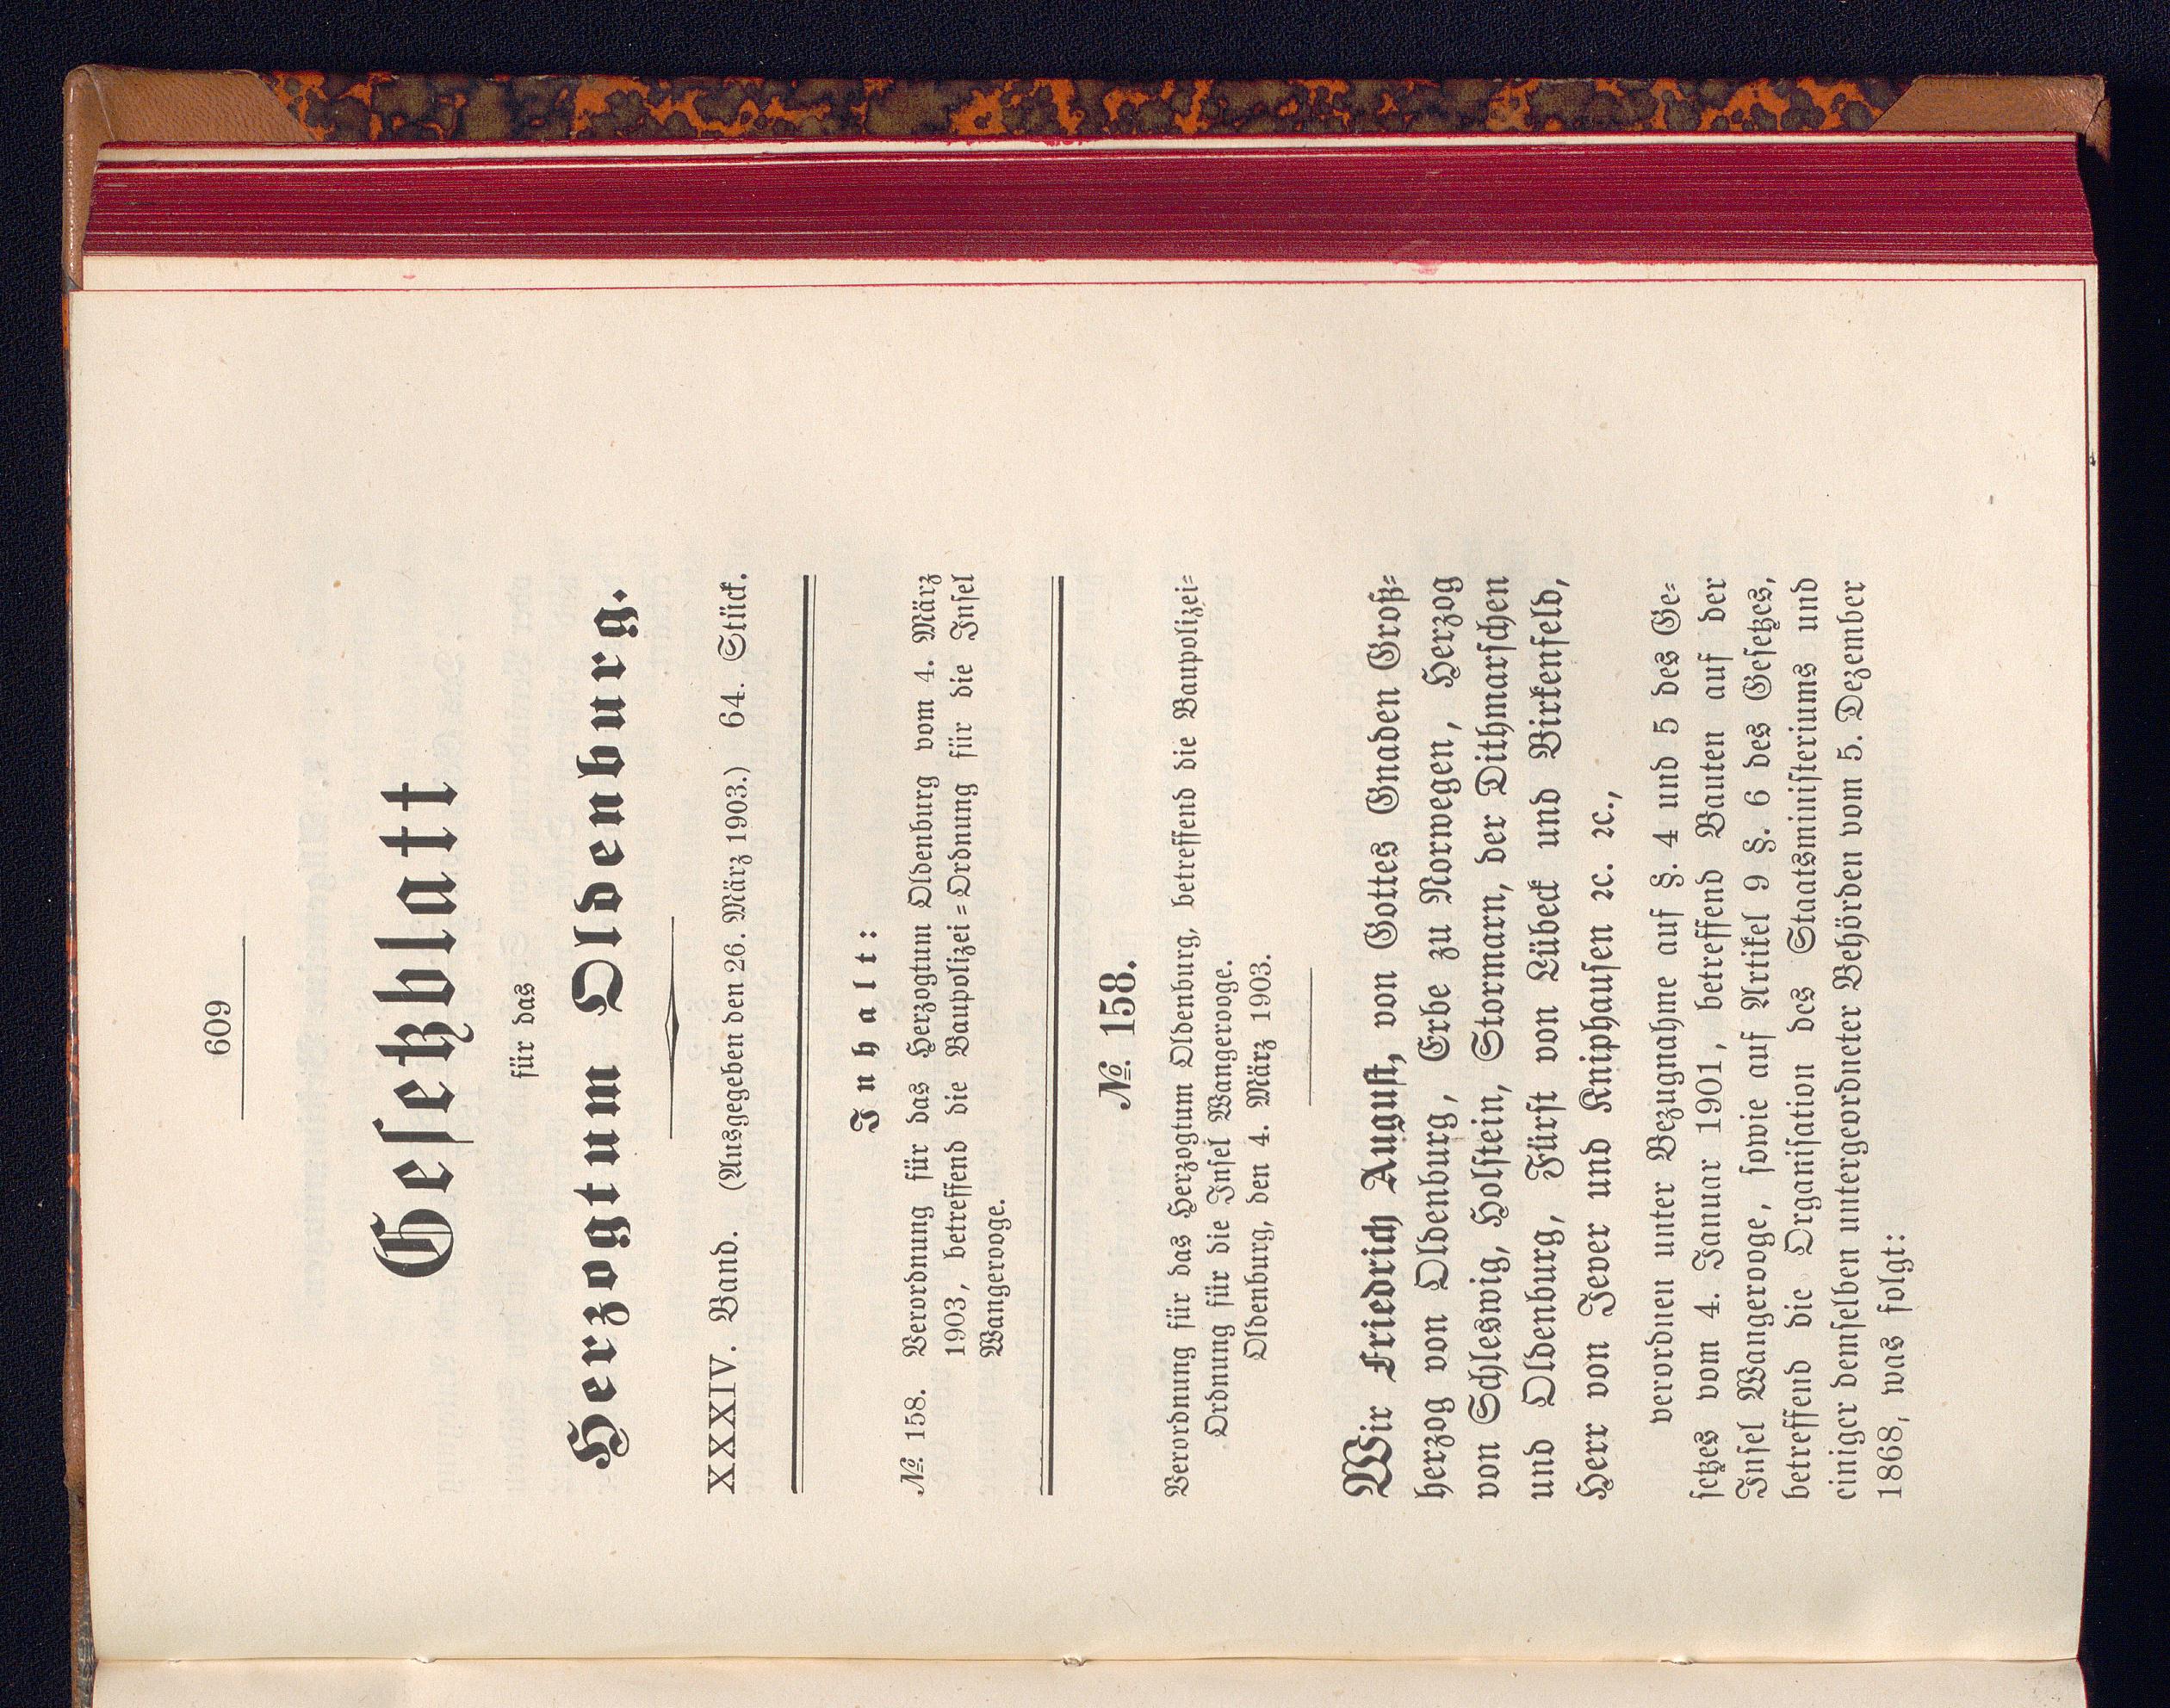 609
Gesetzblatt
für das
Herzogtum Oldenburg.
XXXIV. Band. (Ausgegeben den 26. März 1903.) 64. Stück.
Inhalt:
№ 158. Verordnung für das Herzogtum Oldenburg vom 4. März
1903, betreffend die Baupolizei=Ordnung für die Insel
Wangerooge.
№ 158.
Verordnung für das Herzogtum Oldenburg, betreffend die Baupolizei=
Ordnung für die Insel Wangerooge.
Oldenburg, den 4. März 1903.
Wir Friedrich August, von Gottes Gnaden Groß=
herzog von Oldenburg, Erbe zu Norwegen, Herzog
von Schleswig, Holstein, Stormarn, der Dithmarschen
und Oldenburg, Fürst von Lübeck und Birkenfeld,
Herr von Jever und Kniphausen ꝛc. ꝛc.,
verordnen unter Bezugnahme auf §. 4 und 5 des Ge=
setzes vom 4. Januar 1901, betreffend Bauten auf der
Insel Wangerooge, sowie auf Artikel 9 §. 6 des Gesetzes,
betreffend die Organisation des Staatsministeriums und
einiger demselben untergeordneter Behörden vom 5. Dezember
1868, was folgt: